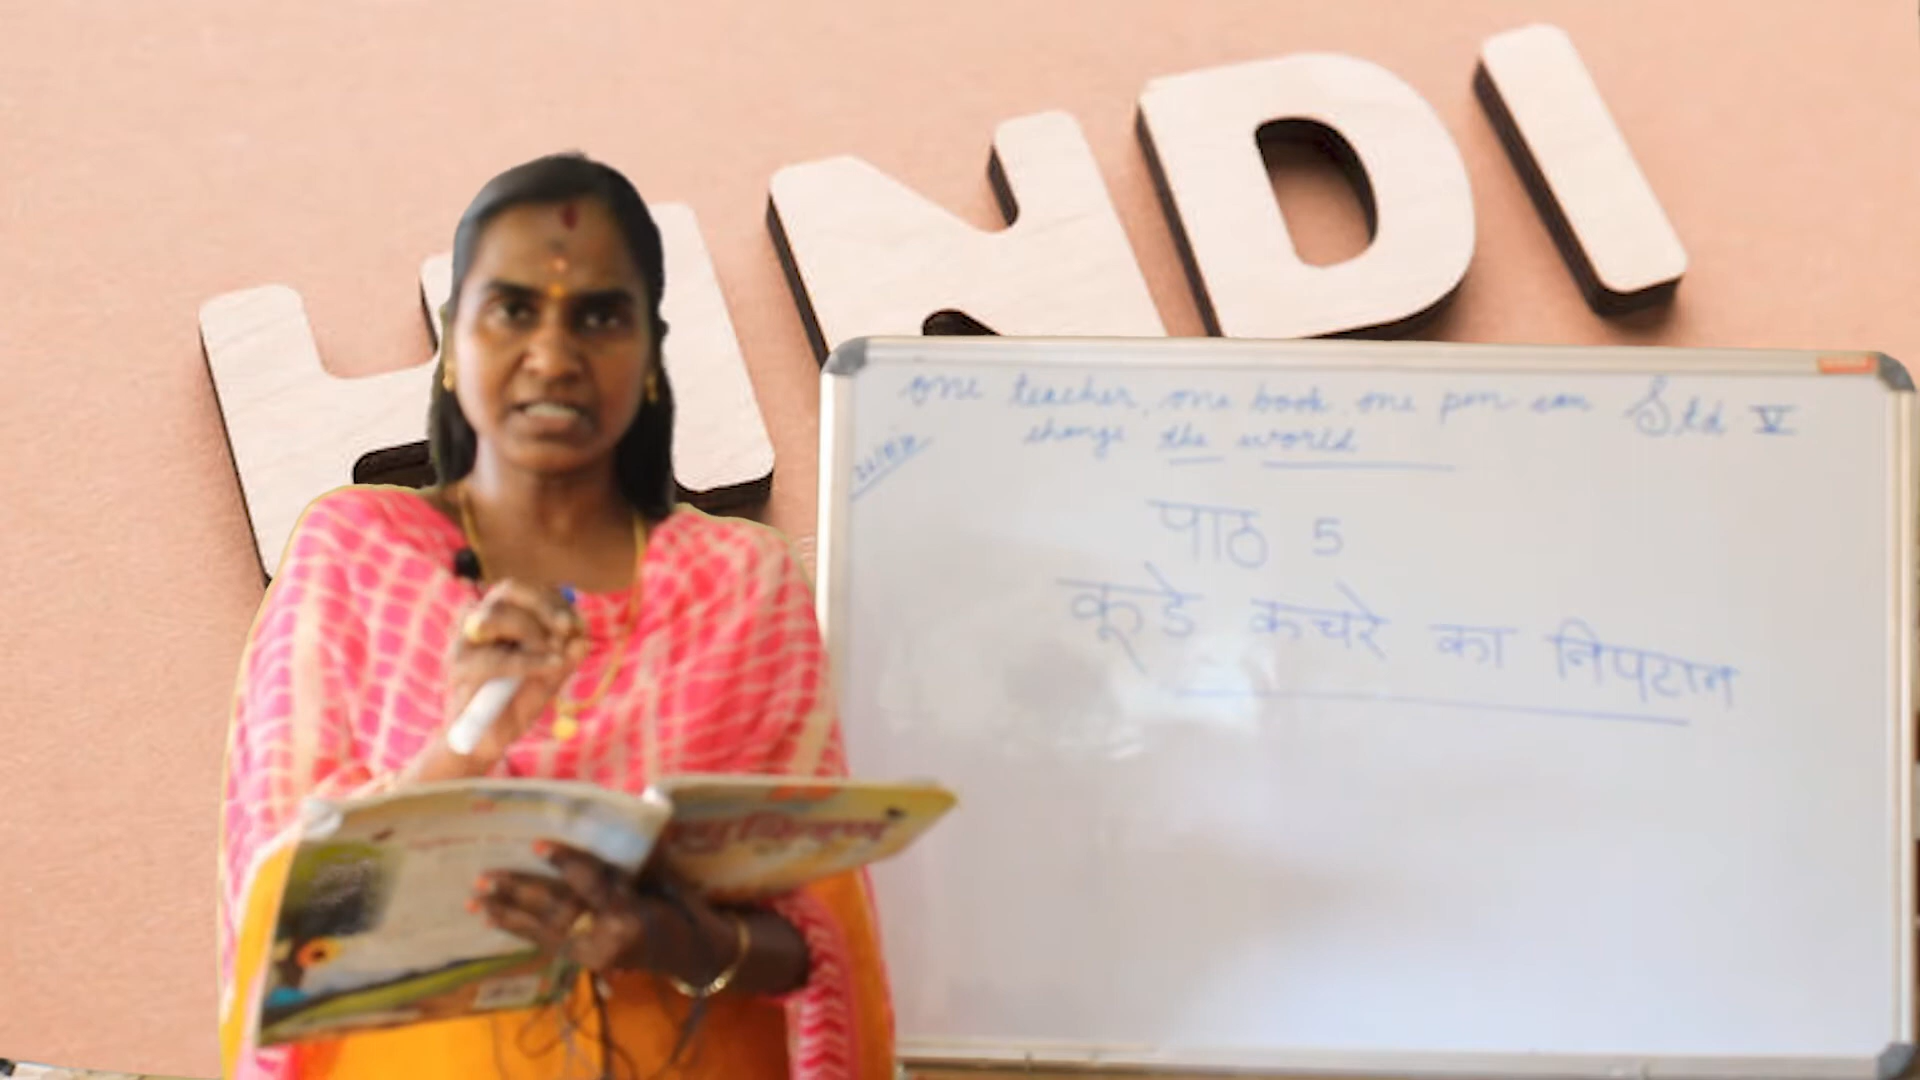 HINDI
one teacher, one book, one pen can
change the world
Std V
पाठ 5
कूडे कचरे का निपटान